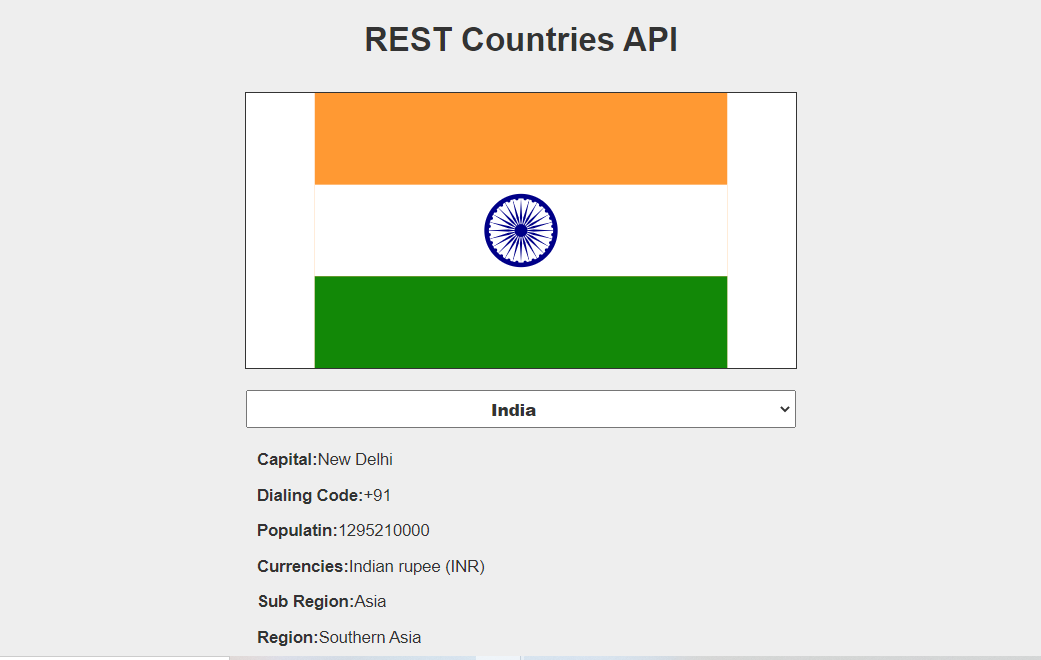 REST Countries API
India
Capital:New Delhi
Dialing Code:+91
Populatin:1295210000
Currencies:Indian rupee (INR)
Sub Region:Asia
Region:Southern Asia